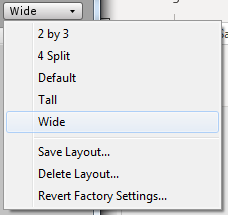 Wide
2 by 3
4 Split
Default
Tall
Wide
Save Layout...
Delete Layout...
Revert Factory Settings...